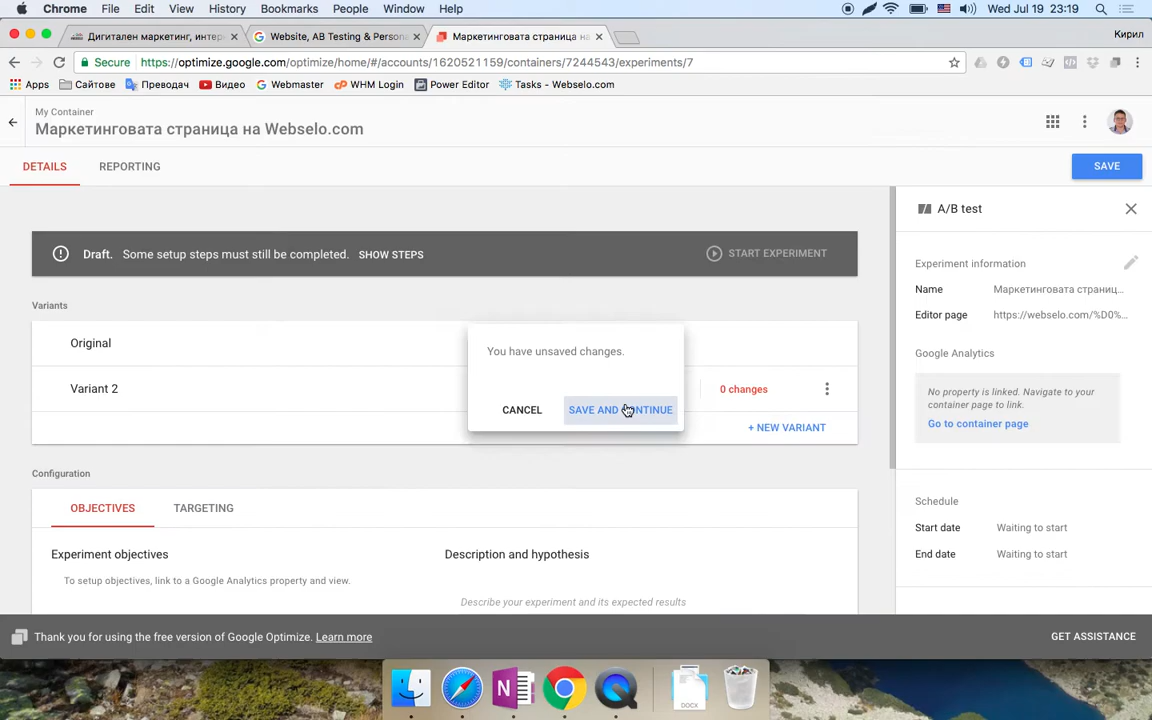 Chrome File Edit View History Bookmarks People Window Help Wed Jul 19 23:19
Дигитален маркетинг, интер Website, AB Testing & Persona Маркетинговата страница на Кирил
Secure https://optimize.google.com/optimize/home/#/accounts/1620521159/containers/7244543/experiments/7
Apps Сайтове Преводач Видео Webmaster WHM Login Power Editor Tasks - Webselo.com
My Container
Маркетинговата страница на Webselo.com
DETAILS REPORTING SAVE
A/B test
Draft. Some setup steps must still be completed. SHOW STEPS START EXPERIMENT
Experiment information
Name Маркетинговата страниц...
Editor page https://webselo.com/%D0%...
Variants
Original
Variant 2 0 changes
+ NEW VARIANT
You have unsaved changes.
CANCEL SAVE AND CONTINUE
Google Analytics
No property is linked. Navigate to your
container page to link.
Go to container page
Configuration
OBJECTIVES TARGETING
Experiment objectives Description and hypothesis
To setup objectives, link to a Google Analytics property and view.
Describe your experiment and its expected results
Schedule
Start date Waiting to start
End date Waiting to start
Thank you for using the free version of Google Optimize. Learn more GET ASSISTANCE
DOCX